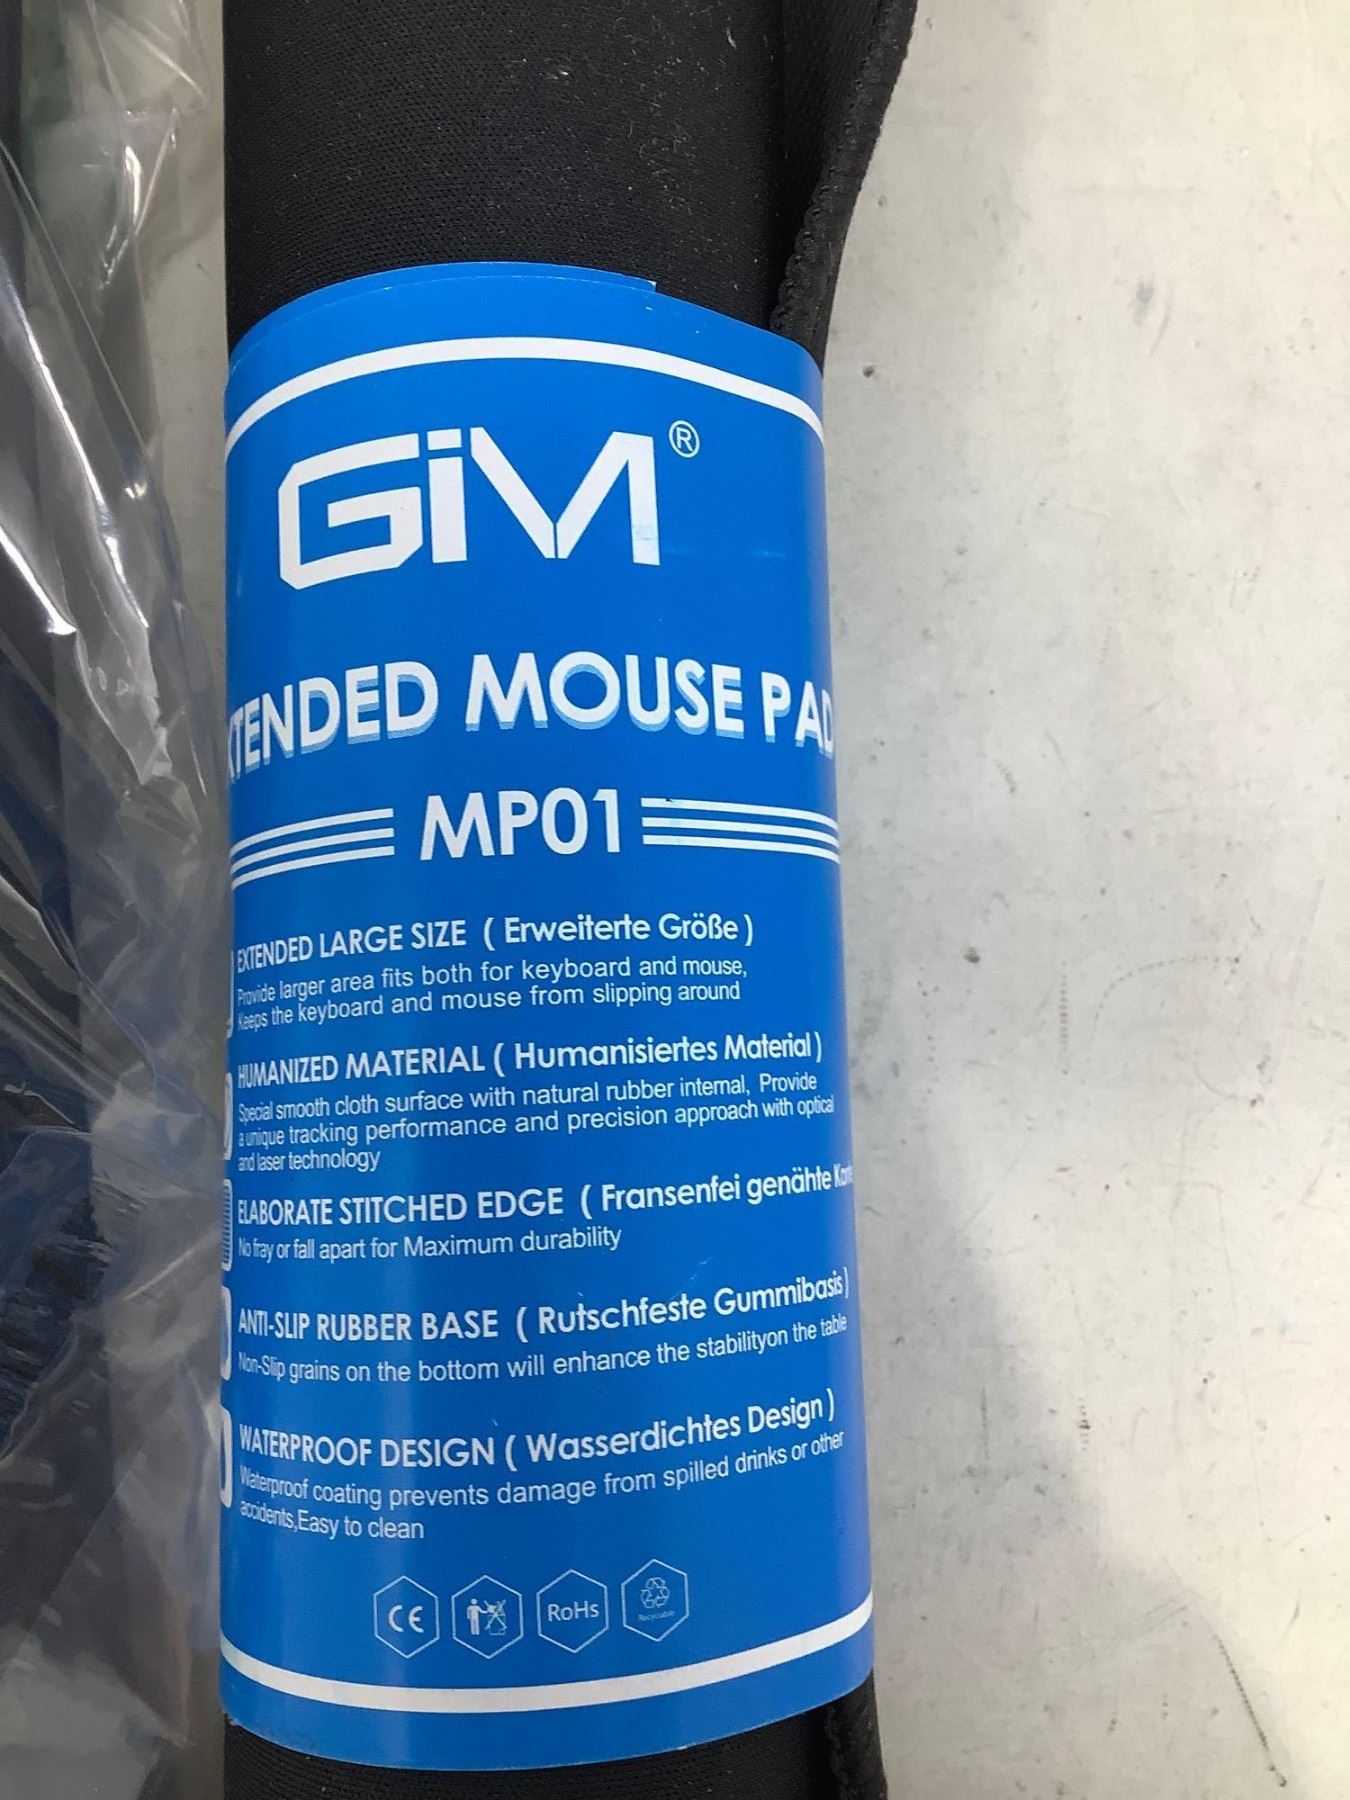 GiM ®
XTENDED MOUSE PAD
MP01
EXTENDED LARGE SIZE ( Erweiterte Größe )
Provide larger area fits both for keyboard and mouse,
Keeps the keyboard and mouse from slipping around
HUMANIZED MATERIAL ( Humanisiertes Material )
Special smooth cloth surface with natural rubber internal, Provide
a unique tracking performance and precision approach with optical
and laser technology
ELABORATE STITCHED EDGE ( Fransenfei genähte
No fray or fall apart for Maximum durability
ANTI-SLIP RUBBER BASE ( Rutschfeste Gummibasis )
Non-Slip grains on the bottom will enhance the stabilityon the table
WATERPROOF DESIGN ( Wasserdichtes Design )
Waterproof coating prevents damage from spilled drinks or other
accidents,Easy to clean
CE RoHs Recyclable